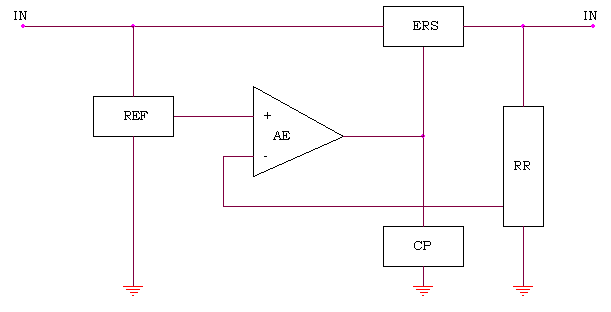 IN
IN
ERS
REF
+
AE
-
RR
CP